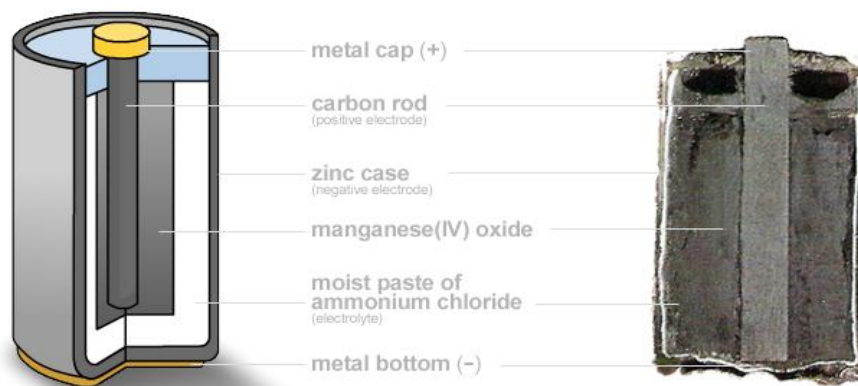 metal cap (+)
carbon rod
(positive electrode)
zinc case
(negative electrode)
manganese(IV) oxide
moist paste of
ammonium chloride
(electrolyte)
metal bottom (−)